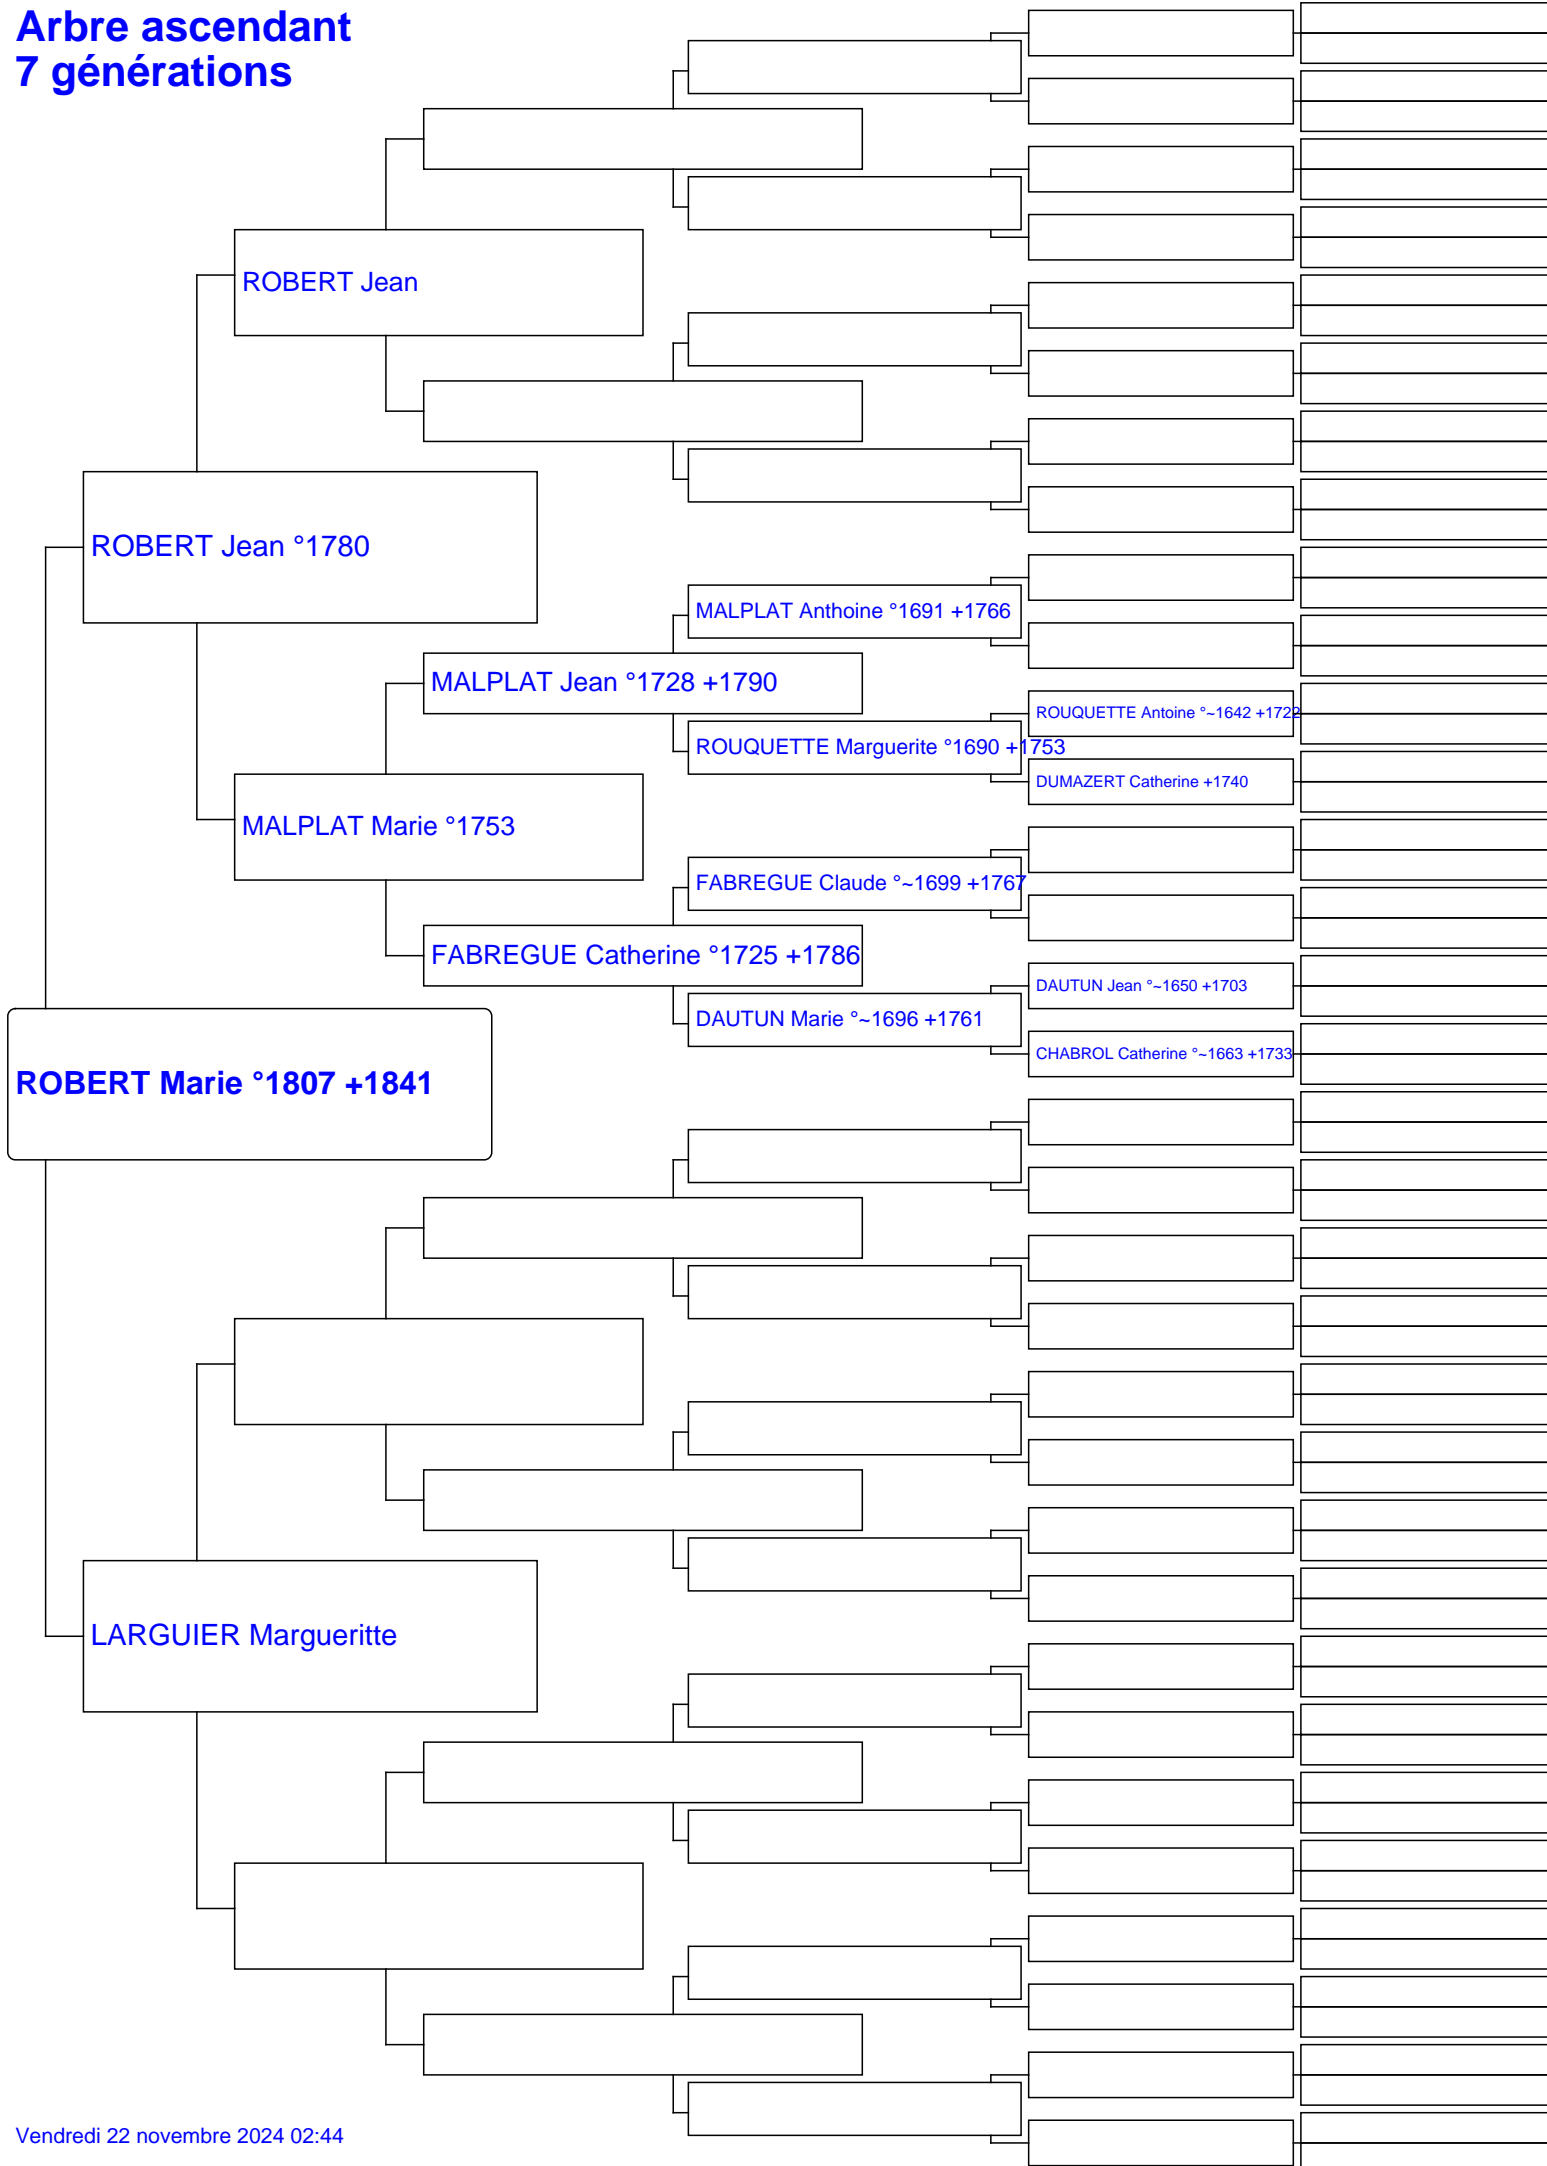 Arbre ascendant
7 générations
ROBERT Jean
ROBERT Jean °1780
MALPLAT Anthoine °1691 +1766
MALPLAT Jean °1728 +1790
ROUQUETTE Antoine °~1642 +1722
ROUQUETTE Marguerite °1690 +1753
DUMAZERT Catherine +1740
MALPLAT Marie °1753
FABREGUE Claude °~1699 +1767
FABREGUE Catherine °1725 +1786
DAUTUN Jean °~1650 +1703
DAUTUN Marie °~1696 +1761
CHABROL Catherine °~1663 +1733
ROBERT Marie °1807 +1841
LARGUIER Margueritte
Vendredi 22 novembre 2024 02:44